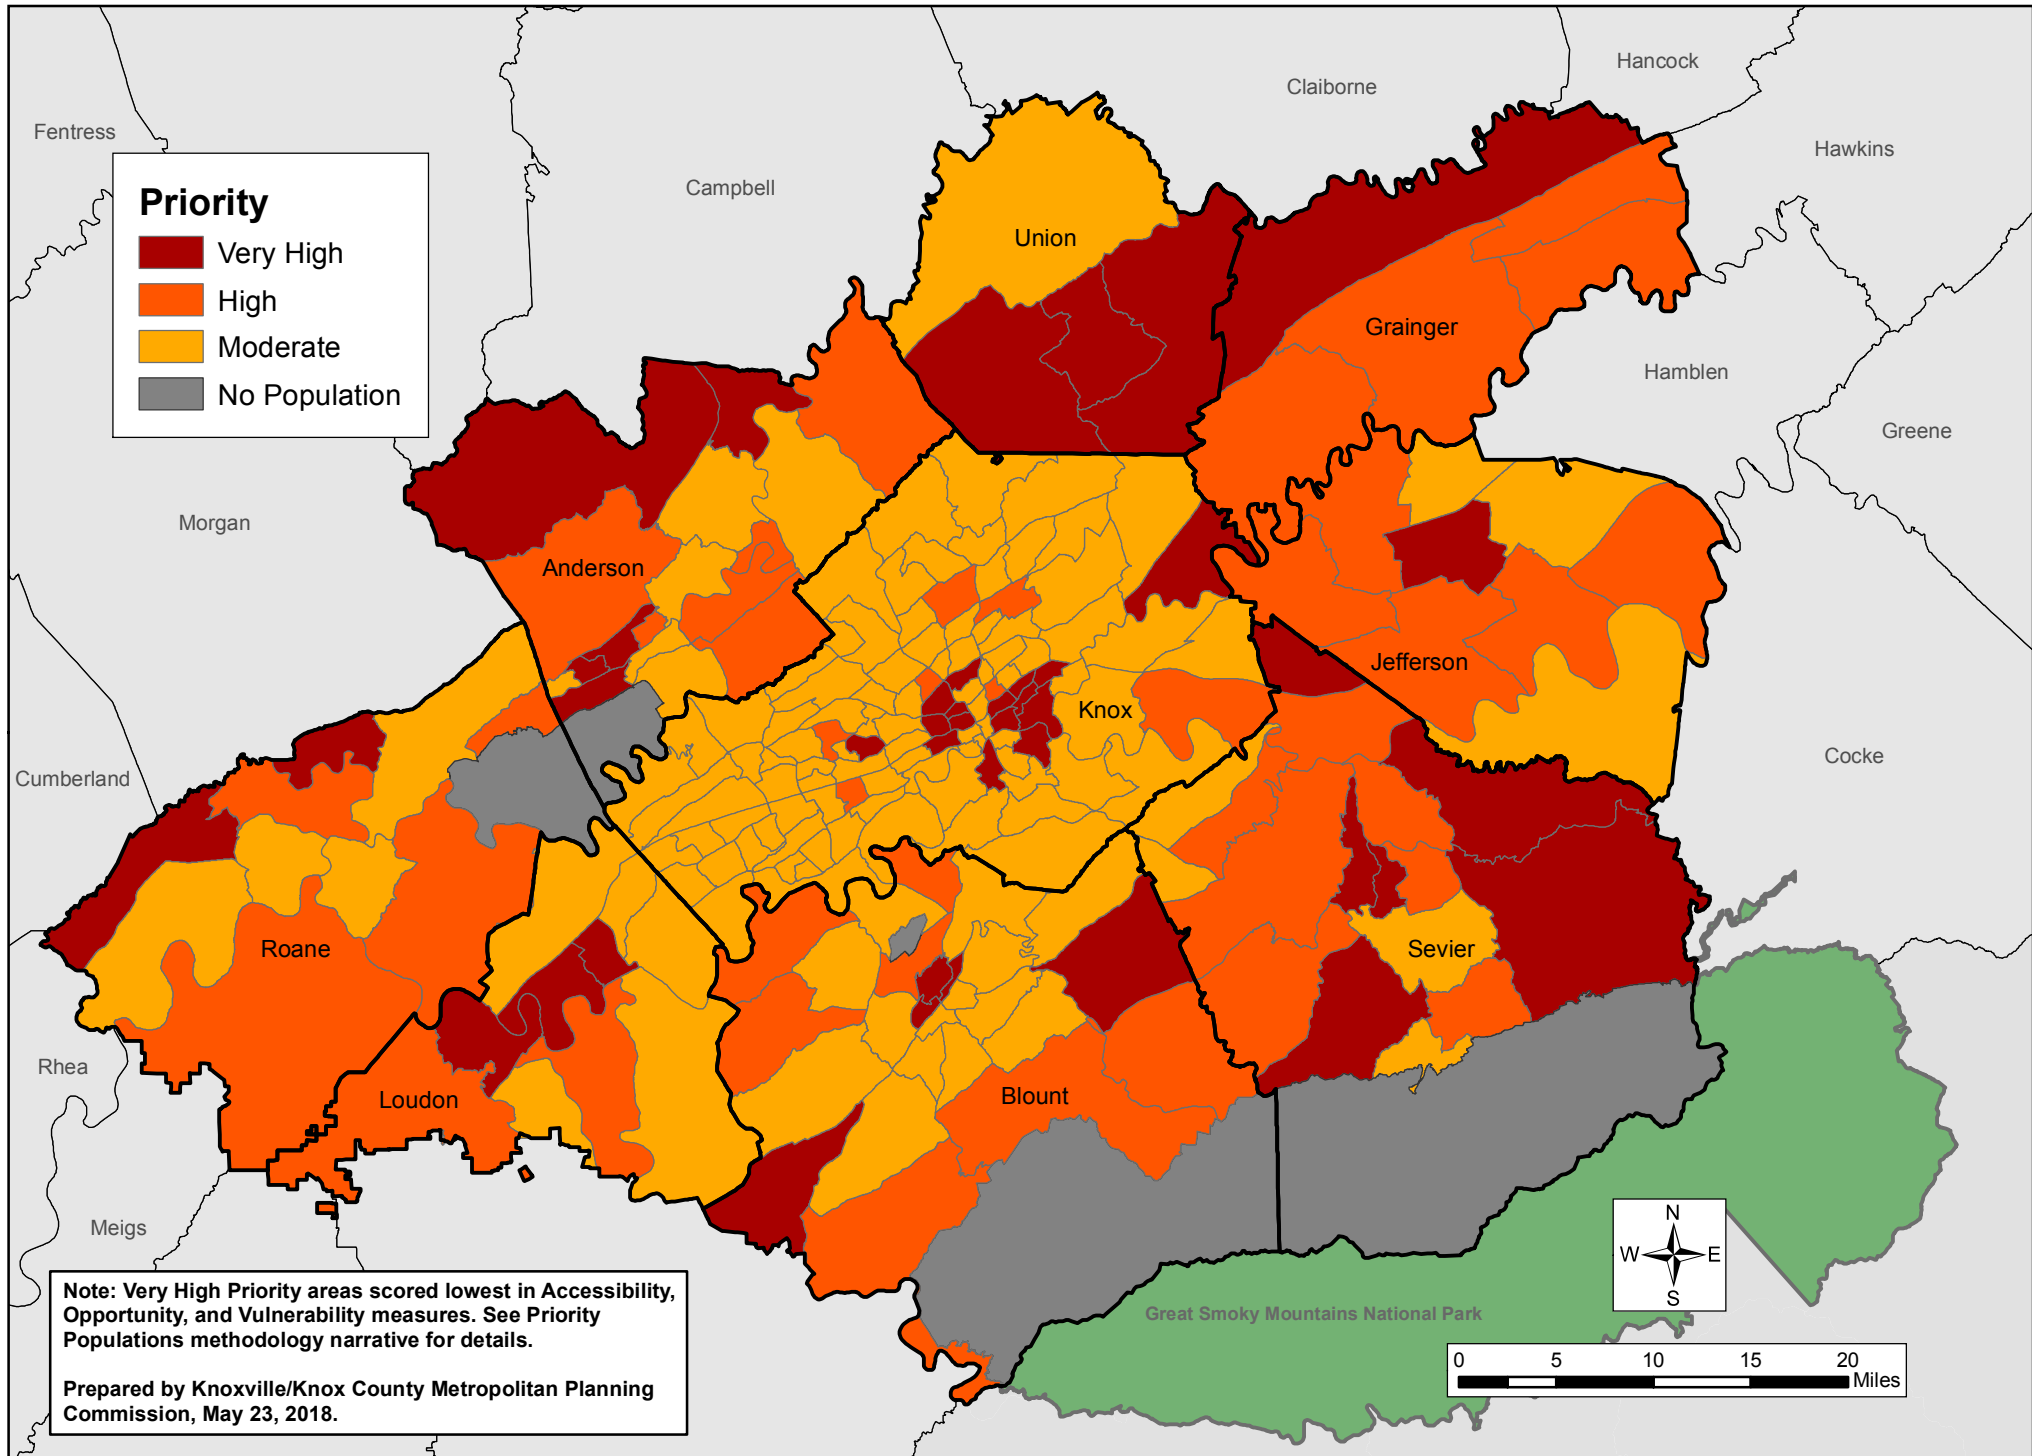 Hancock
Claiborne
Fentress
Hawkins
Campbell
Priority
Very High
High
Moderate
No Population
Union
Grainger
Hamblen
Greene
Morgan
Anderson
Jefferson
Knox
Cocke
Cumberland
Roane
Sevier
Rhea
Loudon
Blount
Meigs
N
W
E
S
Great Smoky Mountains National Park
Note: Very High Priority areas scored lowest in Accessibility,
Opportunity, and Vulnerability measures. See Priority
Populations methodology narrative for details.
Prepared by Knoxville/Knox County Metropolitan Planning
Commission, May 23, 2018.
0 5 10 15 20
Miles